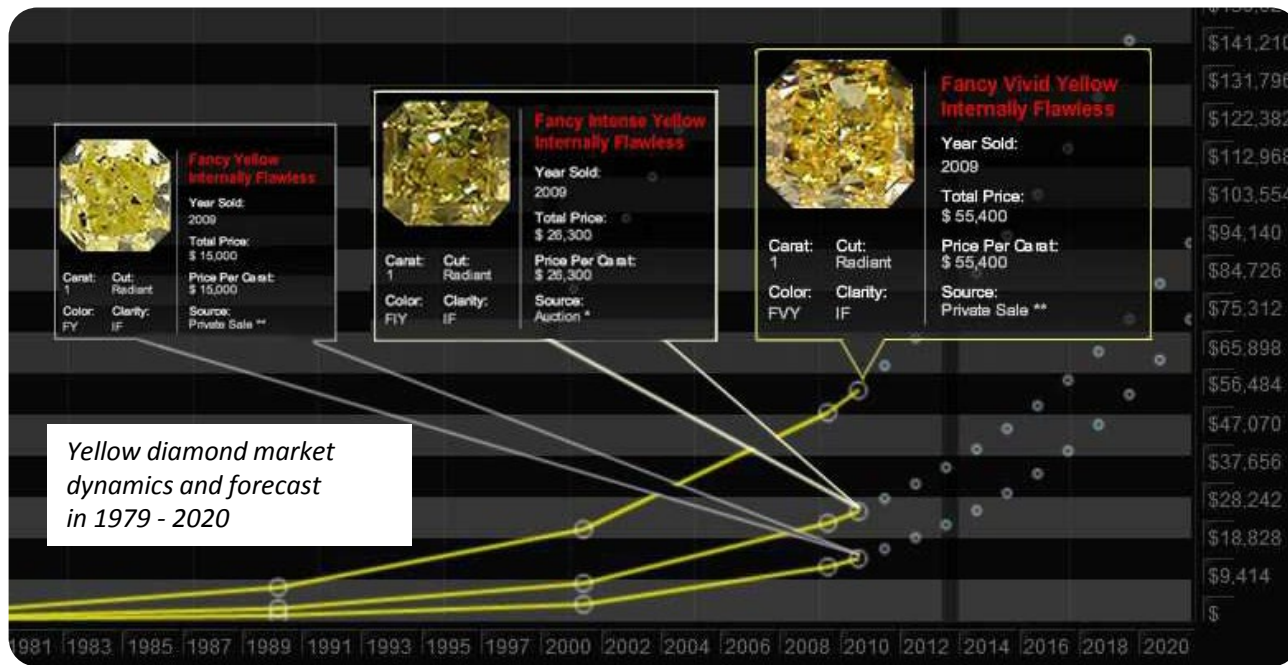 $141,210
$131,796
$122,382
$112,968
$103,554
$94,140
$84,726
$75,312
$65,898
$56,484
$47,070
$37,656
$28,242
$18,828
$9,414
$
Fancy Yellow
Internally Flawless
Year Sold:
2009
Total Price:
$ 15,000
Price Per Carat:
$ 15,000
Source:
Private Sale **
Carat: Cut:
1 Radiant
Color: Clarity:
FY IF
Fancy Intense Yellow
Internally Flawless
Year Sold:
2009
Total Price:
$ 26,300
Price Per Carat:
$ 26,300
Source:
Auction *
Carat: Cut:
1 Radiant
Color: Clarity:
FIY IF
Fancy Vivid Yellow
Internally Flawless
Year Sold:
2009
Total Price:
$ 55,400
Price Per Carat:
$ 55,400
Source:
Private Sale **
Carat: Cut:
1 Radiant
Color: Clarity:
FVY IF
Yellow diamond market
dynamics and forecast
in 1979 - 2020
1981 1983 1985 1987 1989 1991 1993 1995 1997 2000 2002 2004 2006 2008 2010 2012 2014 2016 2018 2020